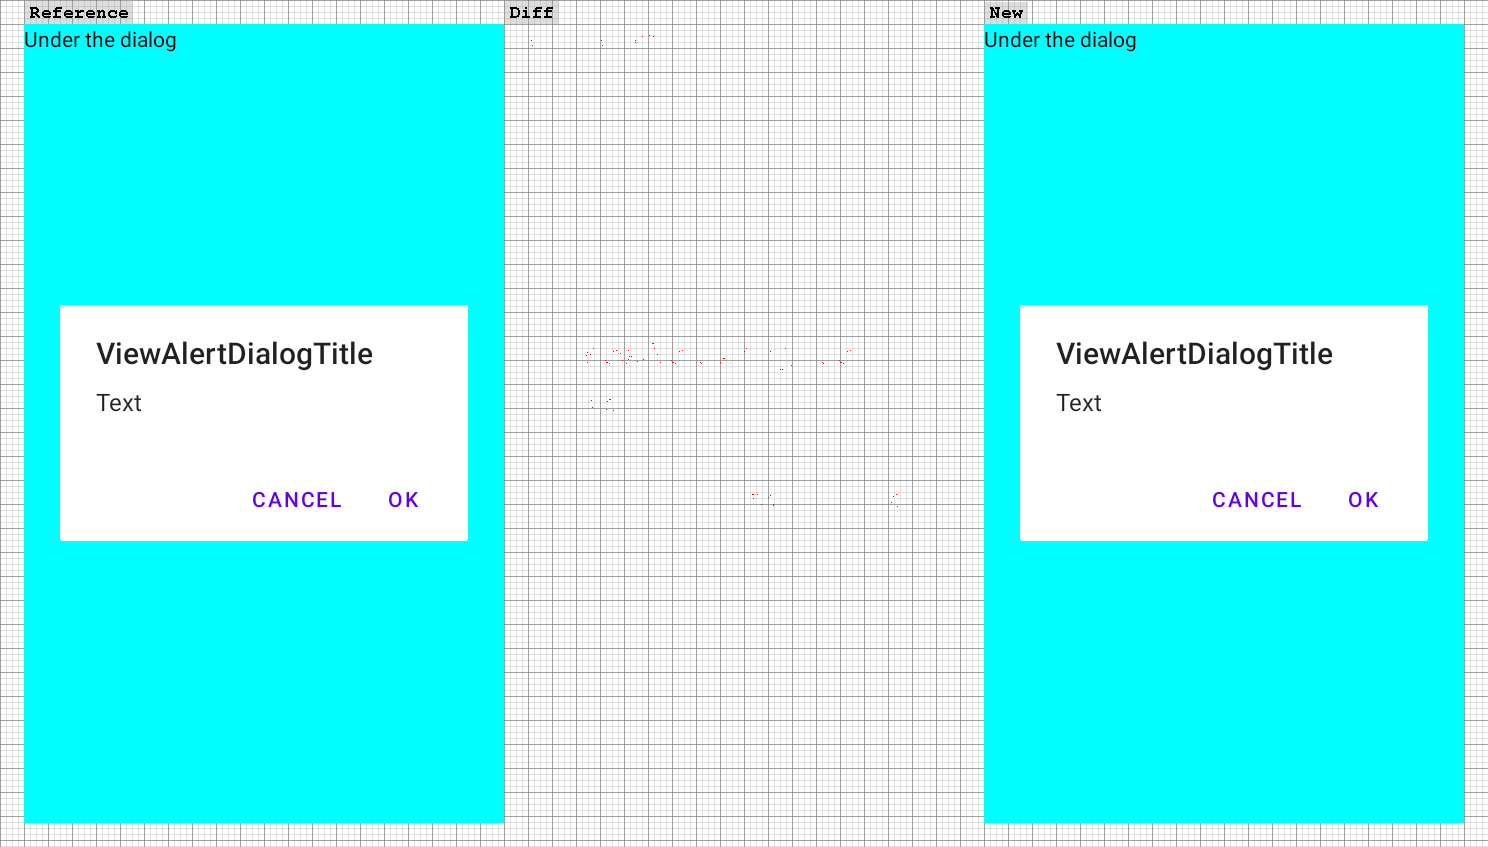 Reference
Diff
New
Under the dialog
Under the dialog
ViewAlertDialogTitle
Text
CANCEL OK
ViewAlertDialogTitle
Text
CANCEL OK